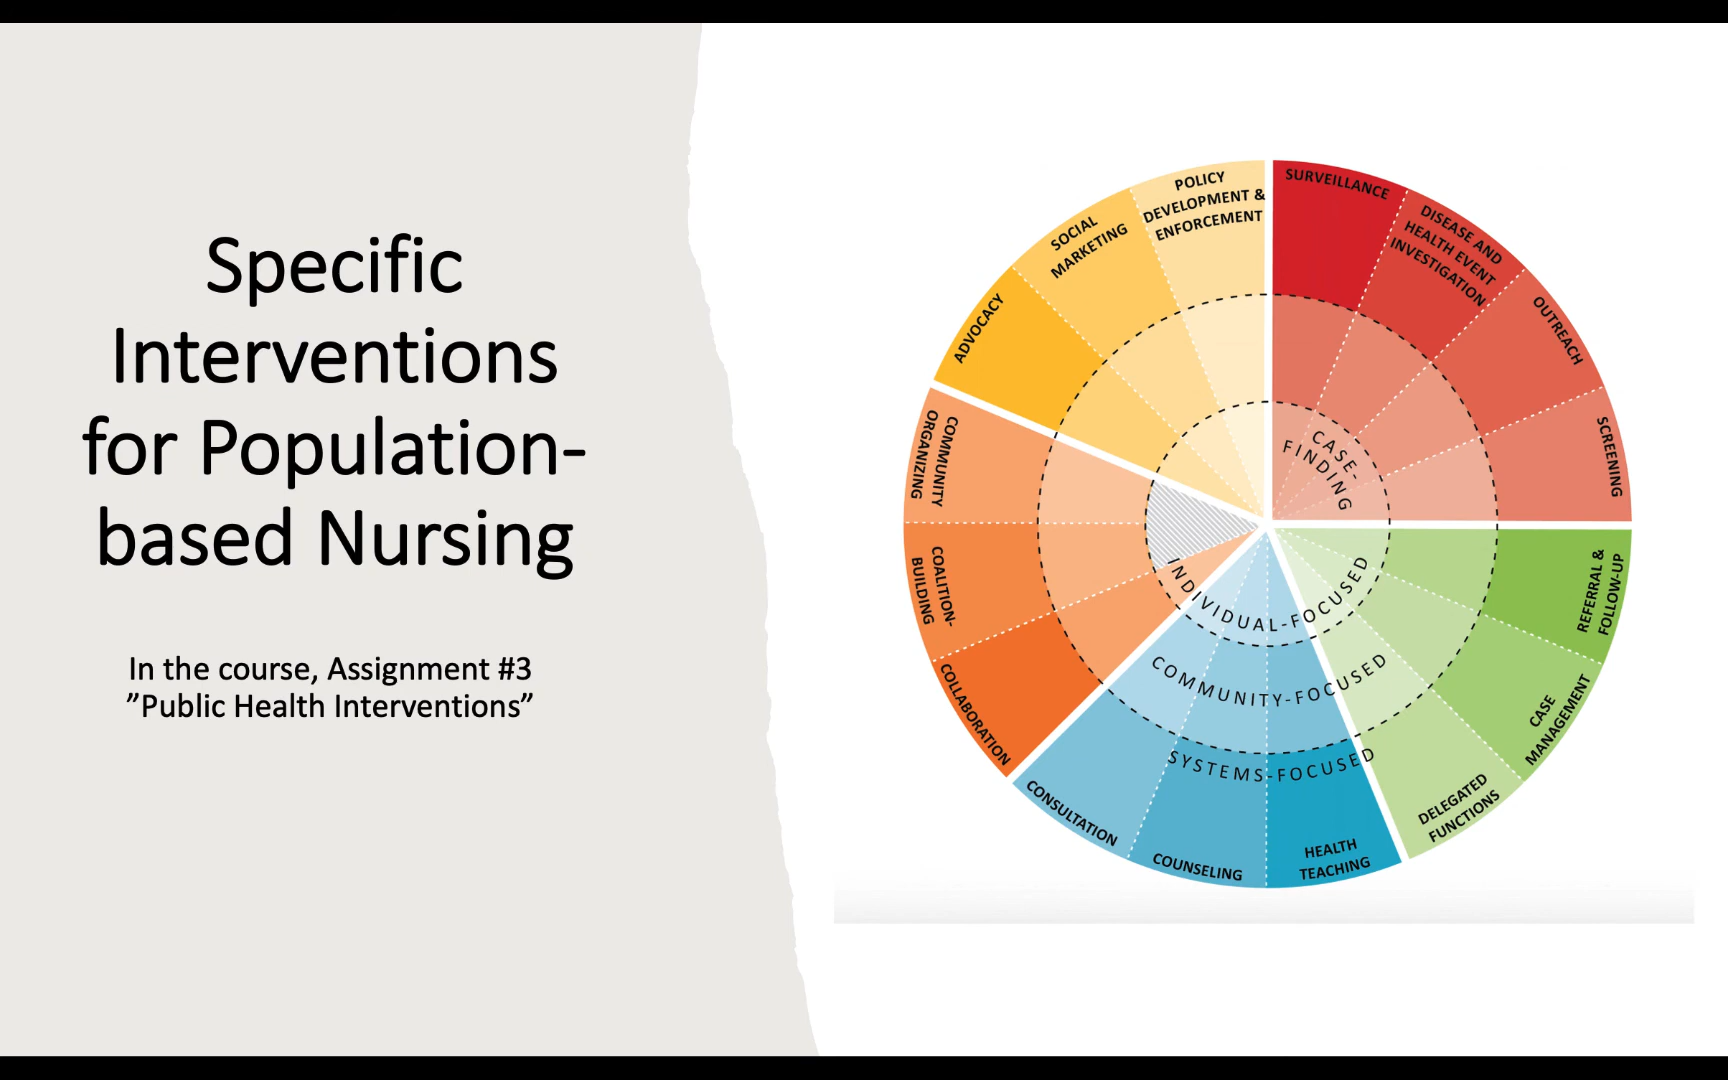 Specific
Interventions
for Population-
based Nursing
In the course, Assignment #3
”Public Health Interventions”
SURVEILLANCE
DISEASE AND
HEALTH EVENT
INVESTIGATION
OUTREACH
SCREENING
REFERRAL &
FOLLOW-UP
CASE
MANAGEMENT
DELEGATED
FUNCTIONS
HEALTH
TEACHING
COUNSELING
CONSULTATION
COLLABORATION
COALITION-
BUILDING
COMMUNITY
ORGANIZING
ADVOCACY
SOCIAL
MARKETING
POLICY
DEVELOPMENT &
ENFORCEMENT
CASE-
FINDING
INDIVIDUAL-FOCUSED
COMMUNITY-FOCUSED
SYSTEMS-FOCUSED